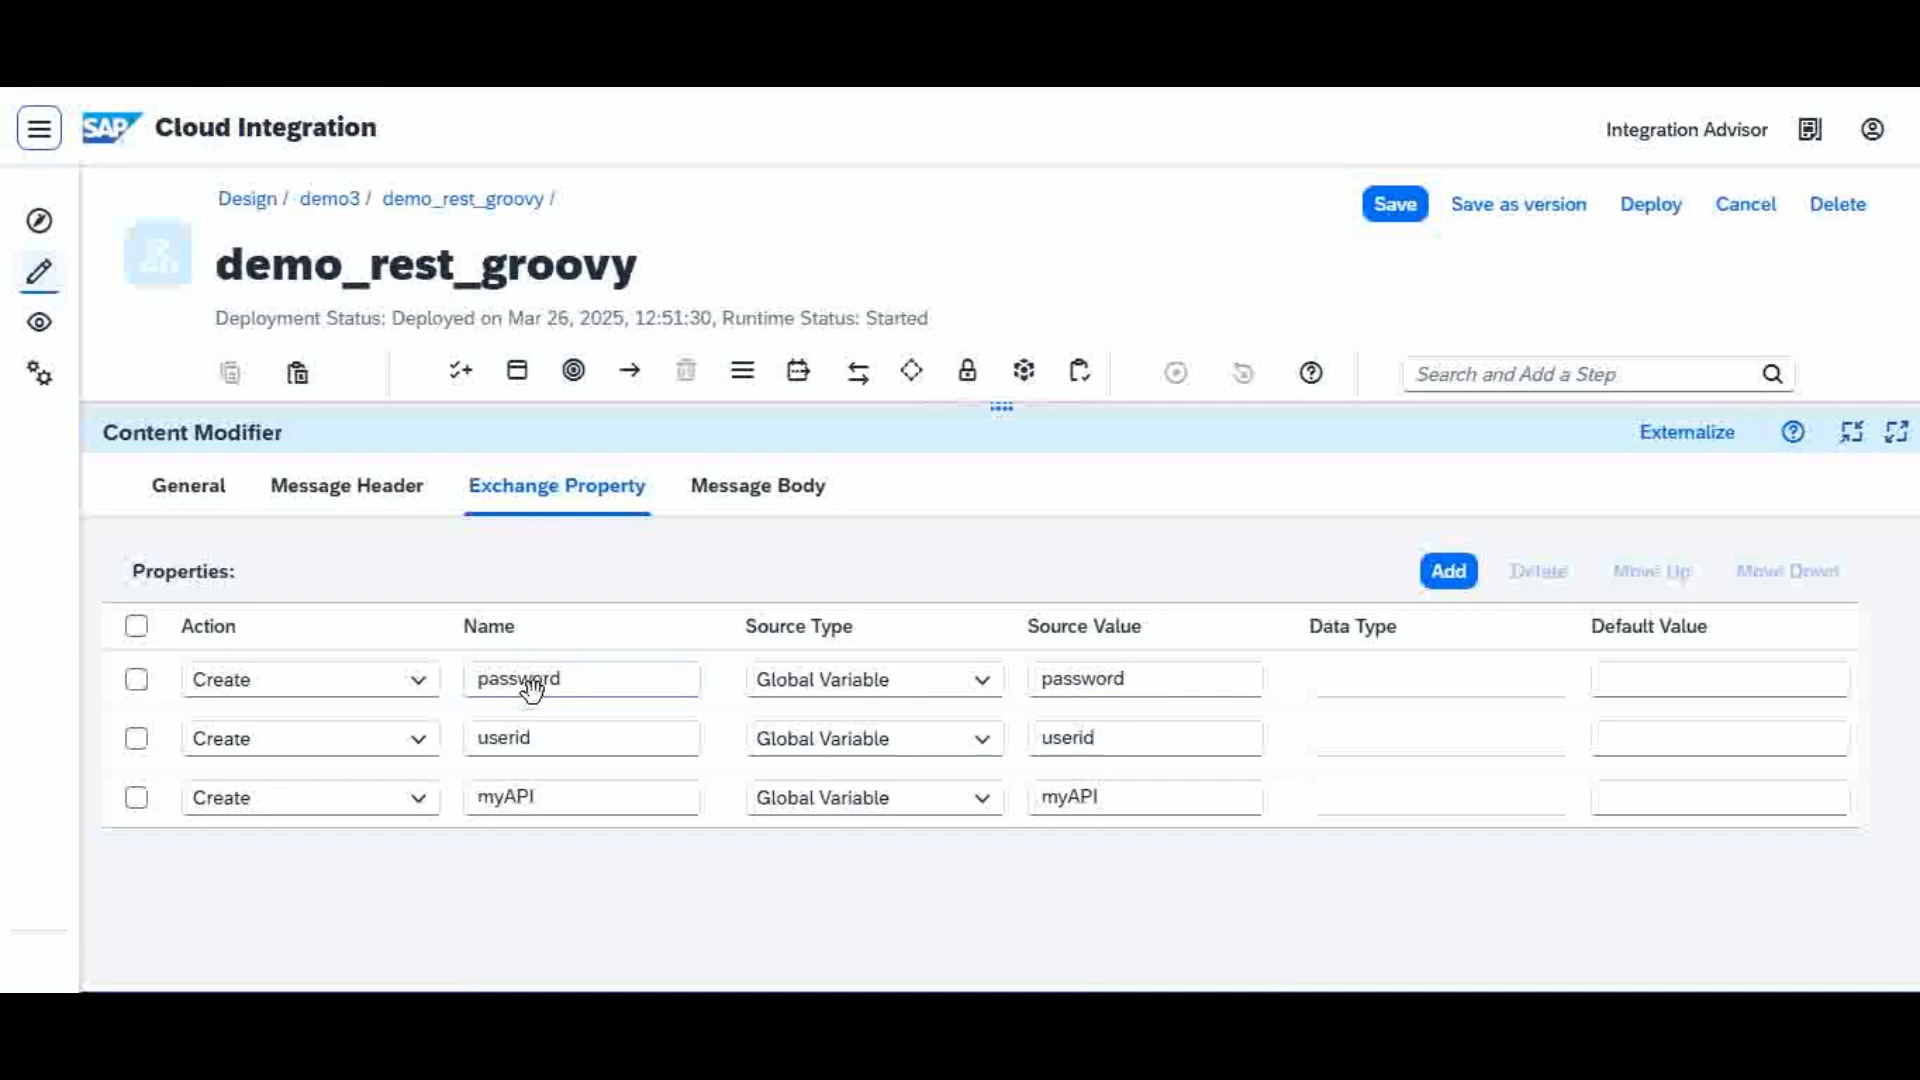 SAP Cloud Integration
Integration Advisor
Design / demo3 / demo_rest_groovy /
Save Save as version Deploy Cancel Delete
demo_rest_groovy
Deployment Status: Deployed on Mar 26, 2025, 12:51:30, Runtime Status: Started
Search and Add a Step
Content Modifier
Externalize
General Message Header Exchange Property Message Body
Properties:
Add Delete Move Up Move Down
Action Name Source Type Source Value Data Type Default Value
Create password Global Variable password
Create userid Global Variable userid
Create myAPI Global Variable myAPI